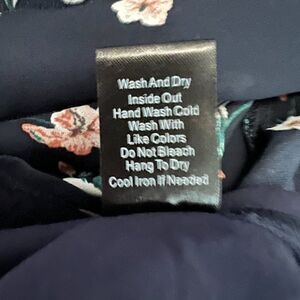 Wash And Dry
Inside Out
Hand Wash Cold
Wash With
Like Colors
Do Not Bleach
Hang To Dry
Cool Iron If Needed